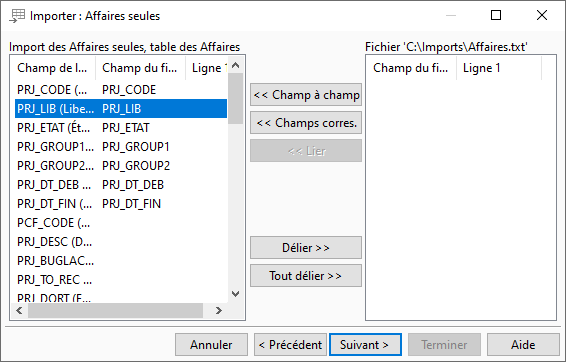 Importer : Affaires seules
Import des Affaires seules, table des Affaires
Fichier 'C:\Imports\Affaires.txt'
Champ de l... Champ du fi... Ligne 1
PRJ_CODE (... PRJ_CODE
PRJ_LIB (Libe... PRJ_LIB
PRJ_ETAT (Ét... PRJ_ETAT
PRJ_GROUP1... PRJ_GROUP1
PRJ_GROUP2... PRJ_GROUP2
PRJ_DT_DEB ... PRJ_DT_DEB
PRJ_DT_FIN (... PRJ_DT_FIN
PCF_CODE (...
PRJ_DESC (D...
PRJ_BUGLAC...
PRJ_TO_REC ...
PRJ_DORT (F...
<< Champ à champ
<< Champs corres.
<< Lier
Délier >>
Tout délier >>
Champ du fi... Ligne 1
Annuler < Précédent Suivant > Terminer Aide